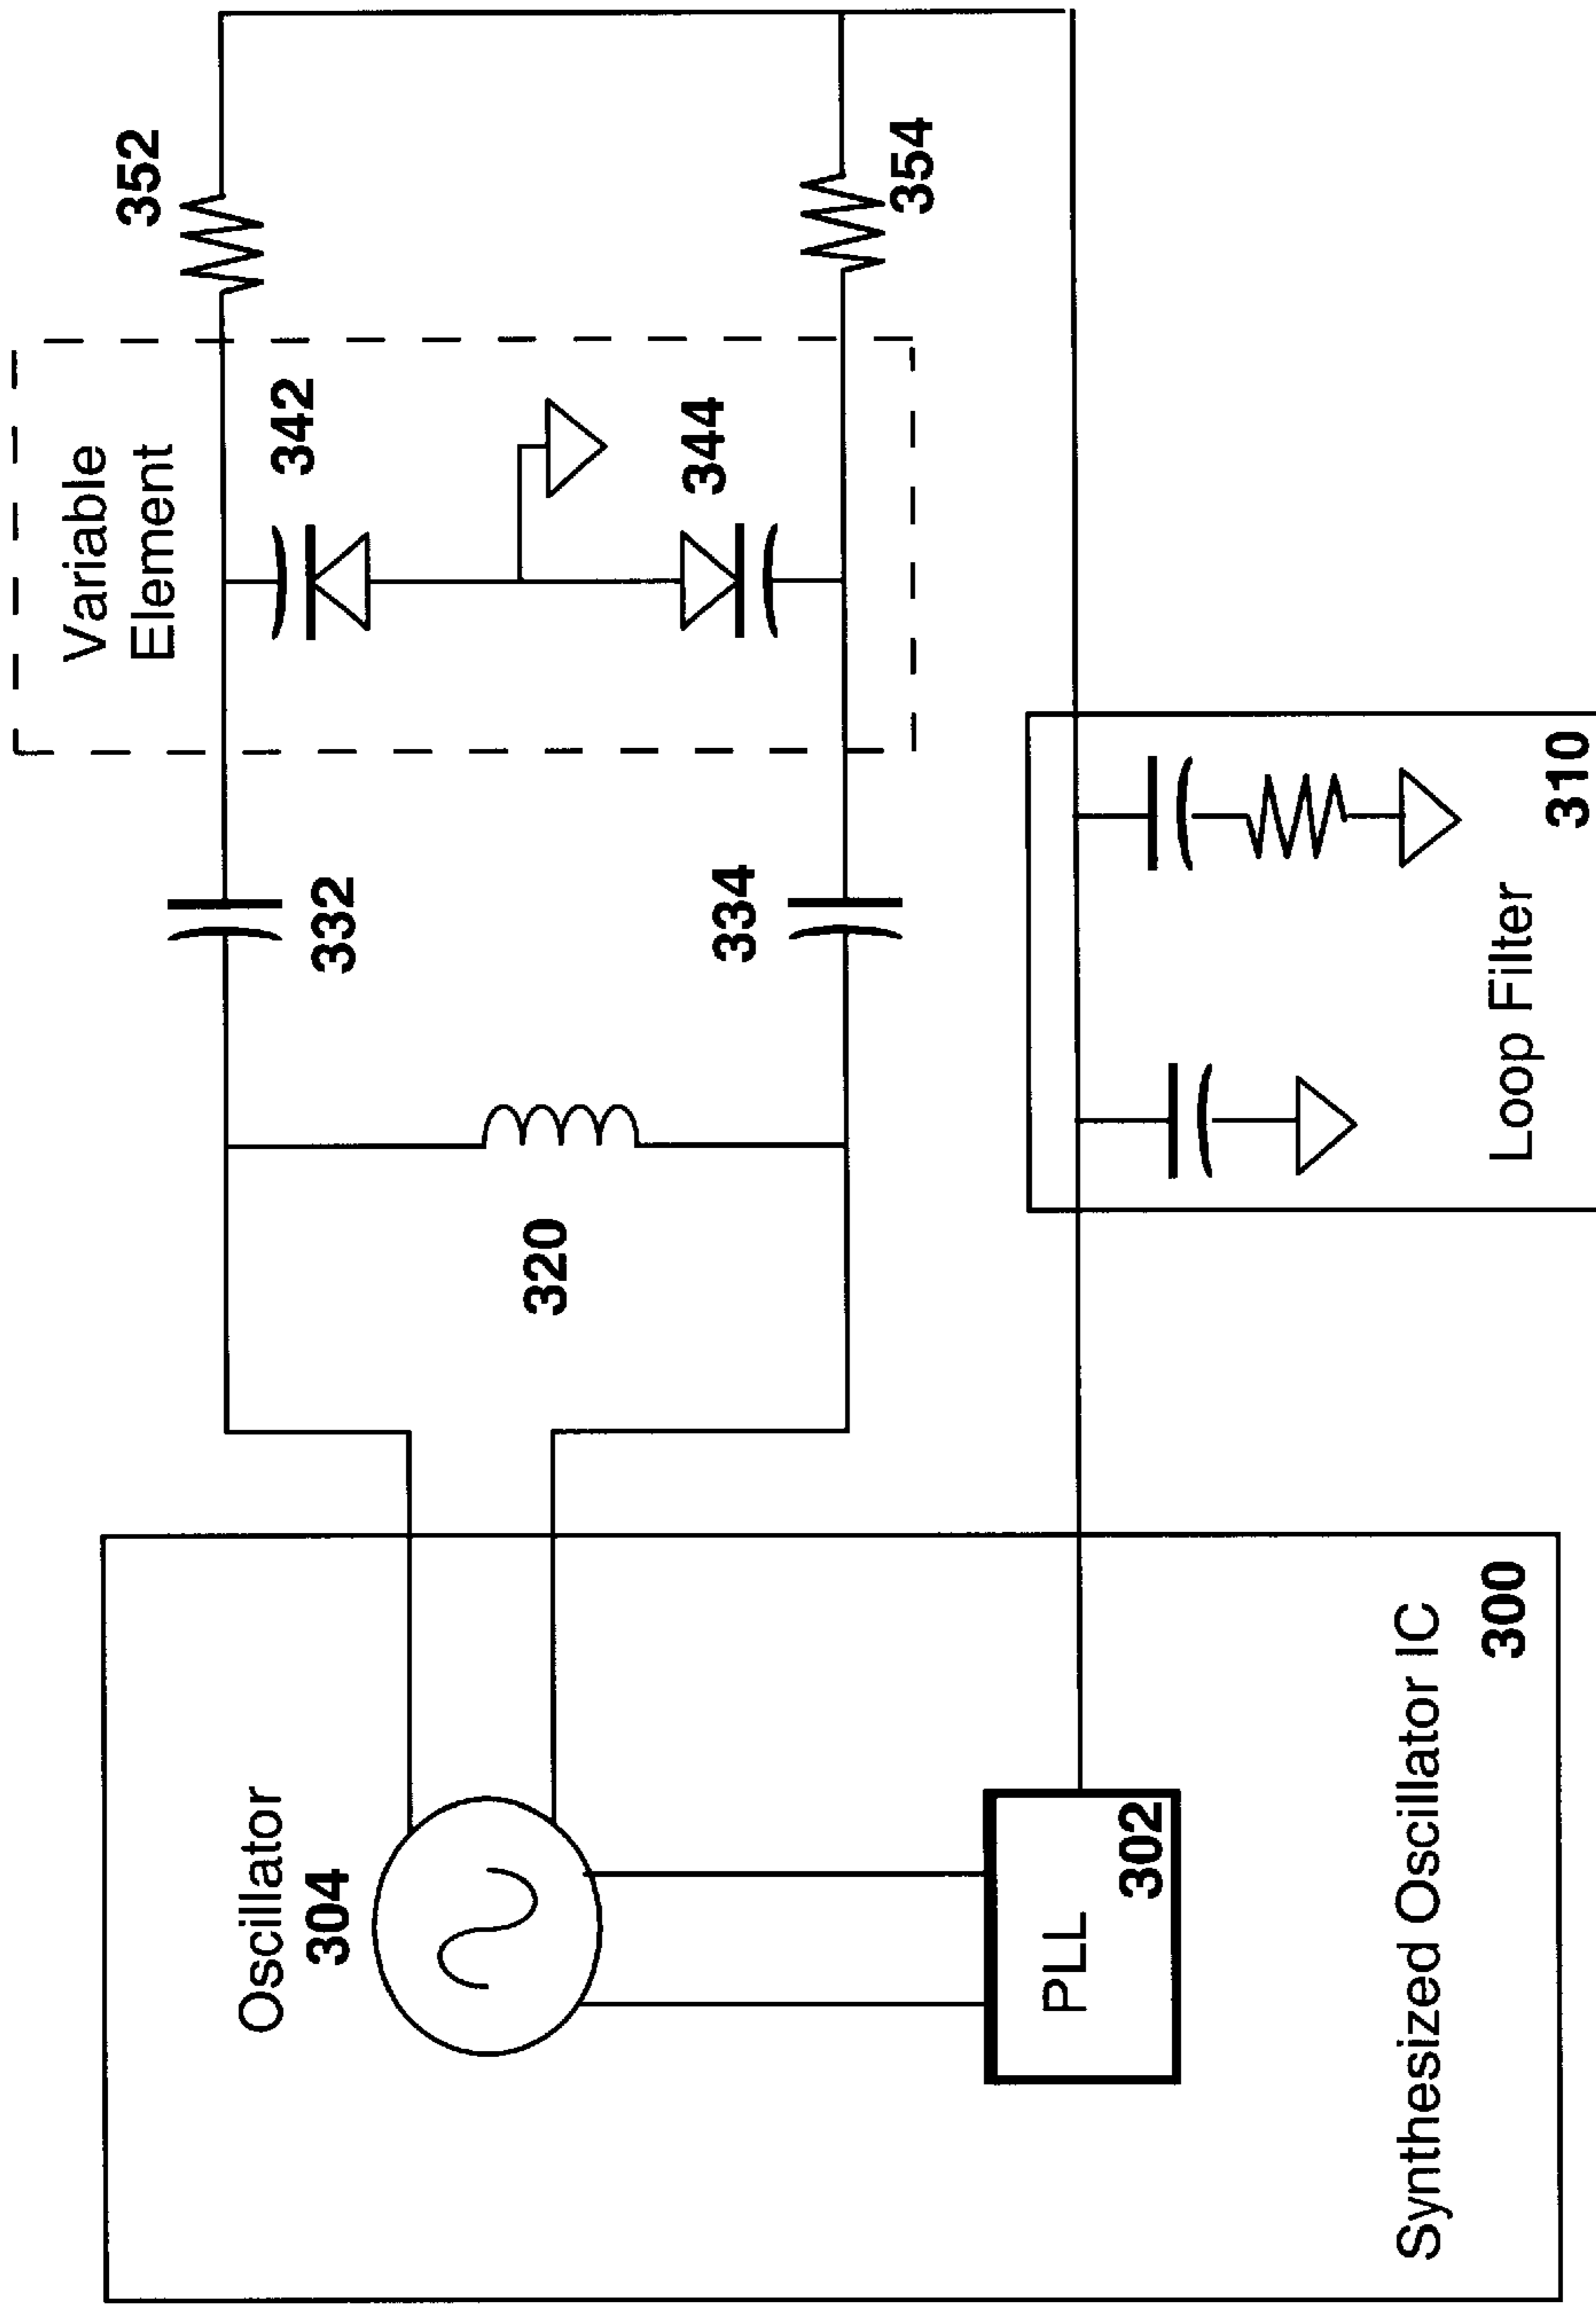 Variable
Element
352
342
332
320
344
334
354
Oscillator
304
PLL
302
Loop Filter
310
Synthesized Oscillator IC
300